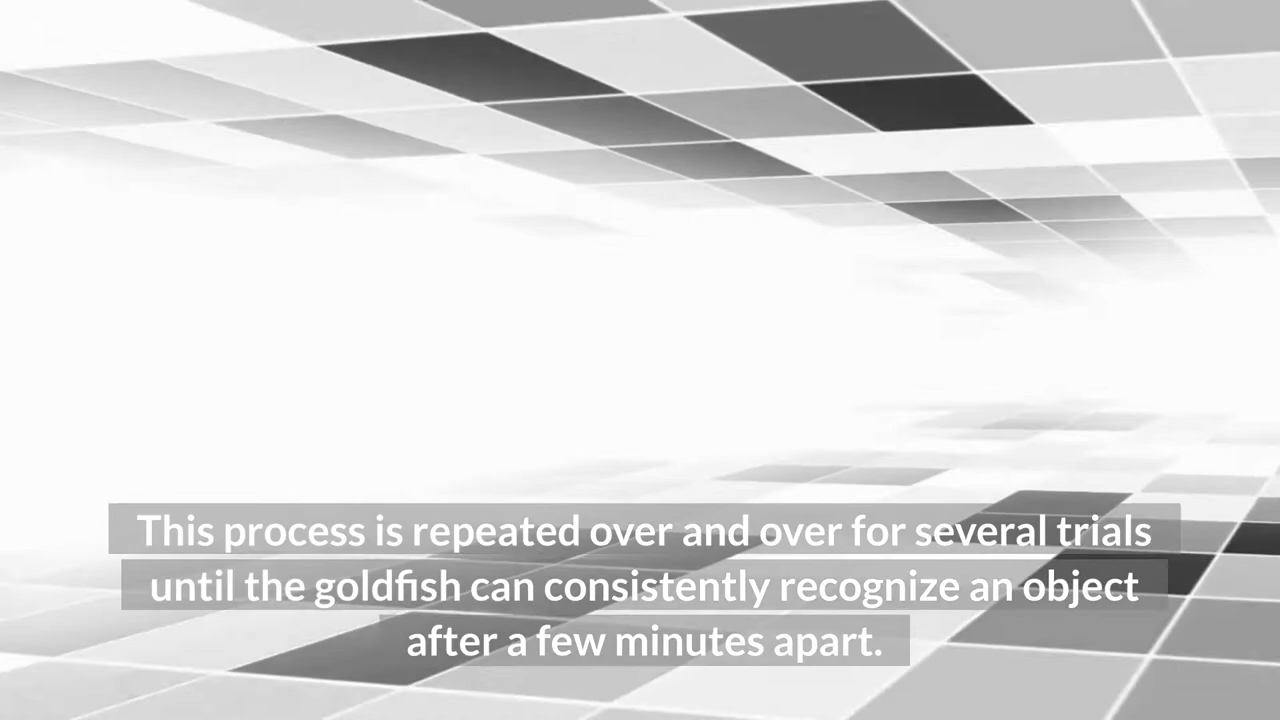 This process is repeated over and over for several trials
until the goldfish can consistently recognize an object
after a few minutes apart.